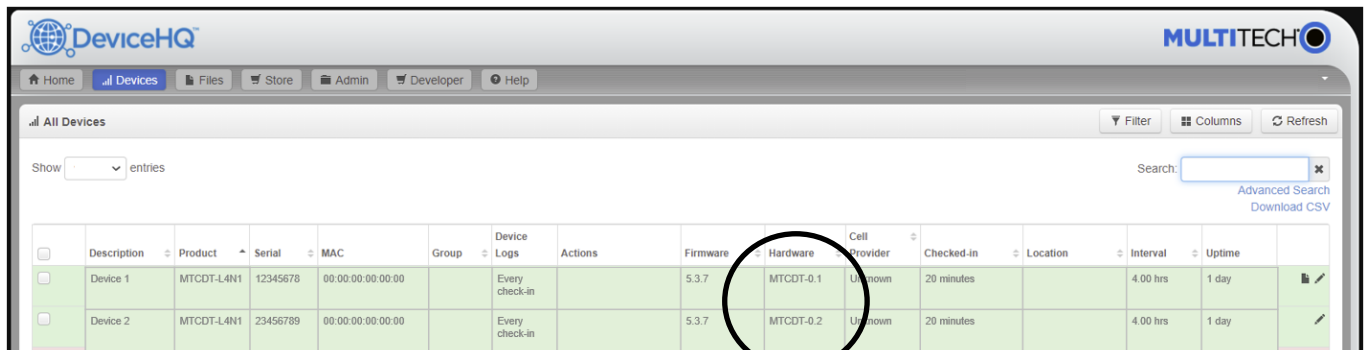 DeviceHQ™ MULTITECH
Home Devices Files Store Admin Developer Help
All Devices Filter Columns Refresh
Show entries Search:
Advanced Search
Download CSV
Description Product Serial MAC Group Device Logs Actions Firmware Hardware Cell Provider Checked-in Location Interval Uptime
Device 1 MTCDT-L4N1 12345678 00:00:00:00:00:00 Every check-in 5.3.7 MTCDT-0.1 Unknown 20 minutes 4.00 hrs 1 day
Device 2 MTCDT-L4N1 23456789 00:00:00:00:00:00 Every check-in 5.3.7 MTCDT-0.2 Unknown 20 minutes 4.00 hrs 1 day